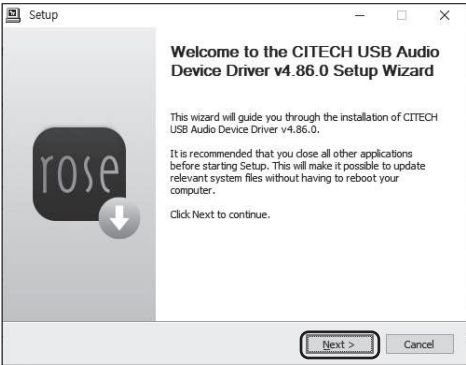 Setup
Welcome to the CITECH USB Audio
Device Driver v4.86.0 Setup Wizard
This wizard will guide you through the installation of CITECH
USB Audio Device Driver v4.86.0.
It is recommended that you close all other applications
before starting Setup. This will make it possible to update
relevant system files without having to reboot your
computer.
Click Next to continue.
rose
Next >
Cancel